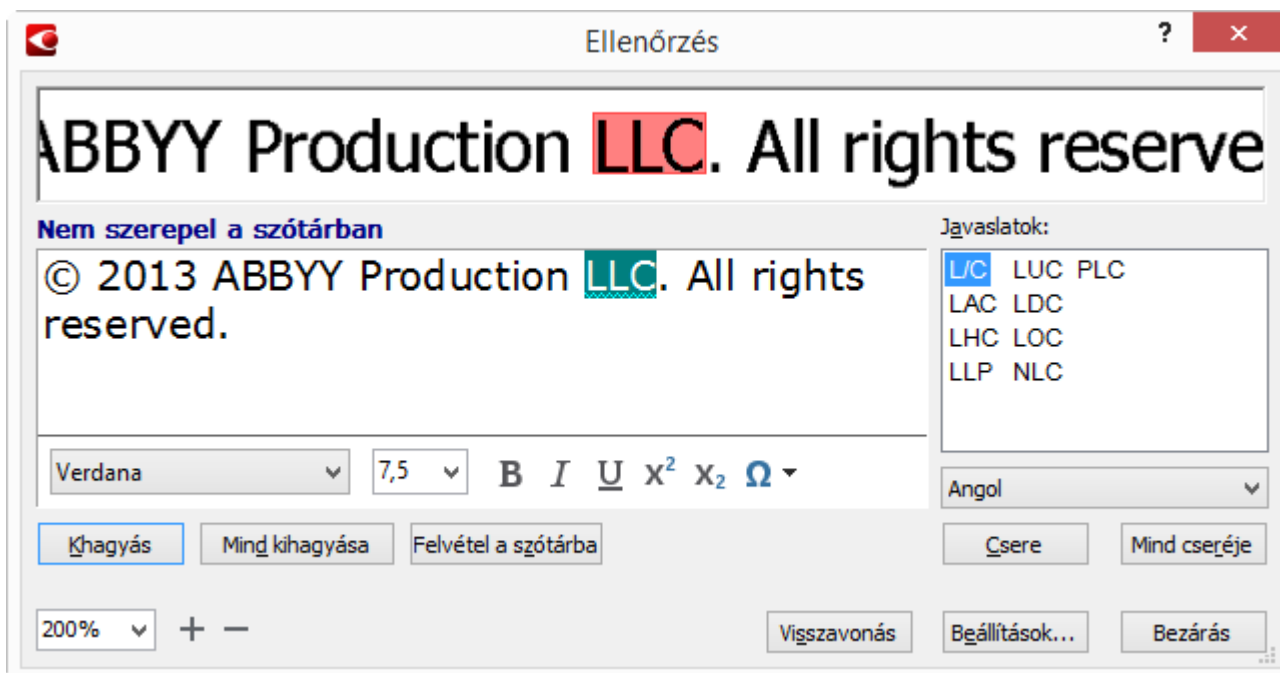 Ellenőrzés
?
ABBYY Production LLC. All rights reserve
Nem szerepel a szótárban
Javaslatok:
© 2013 ABBYY Production LLC. All rights
reserved.
L/C LUC PLC
LAC LDC
LHC LOC
LLP NLC
Verdana 7,5 B I U X² X₂ Ω
Angol
Khagyás Mind kihagyása Felvétel a szótárba Csere Mind cseréje
200% + − Visszavonás Beállítások... Bezárás